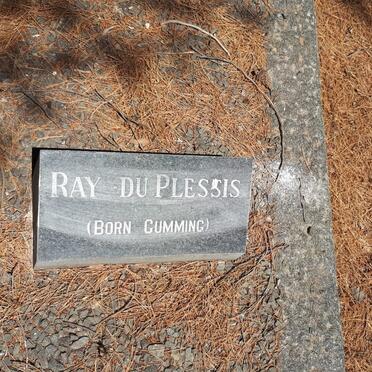 RAY DU PLESSIS
(BORN CUMMING)